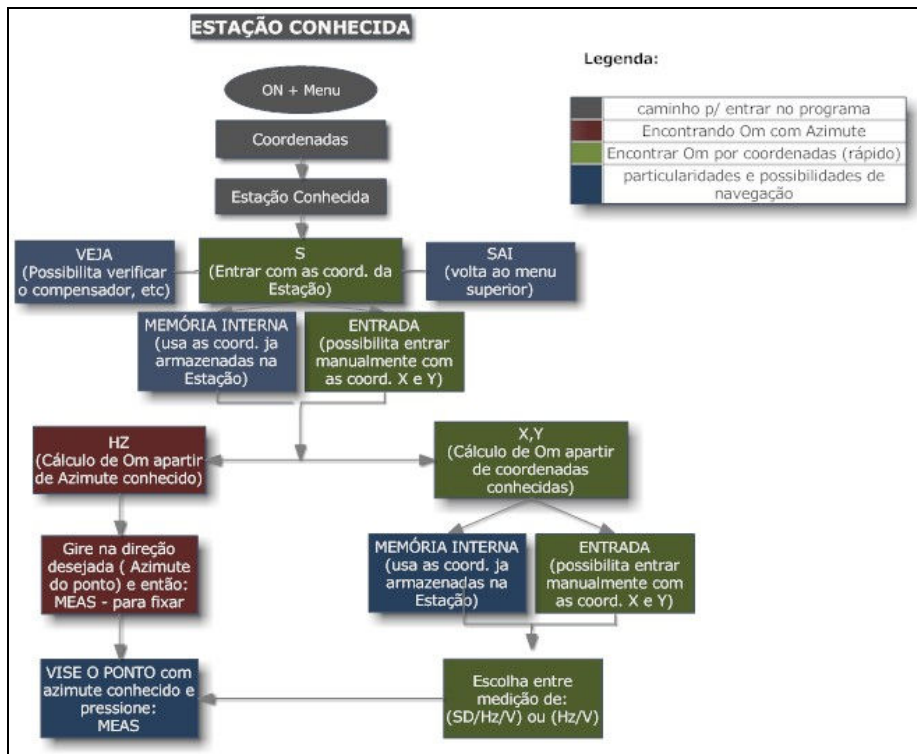 ESTAÇÃO CONHECIDA
Legenda:
ON + Menu
caminho p/ entrar no programa
Encontrando Om com Azimute
Encontrar Om por coordenadas (rápido)
particularidades e possibilidades de
navegação
Coordenadas
Estação Conhecida
VEJA
(Possibilita verificar
o compensador, etc)
S
(Entrar com as coord. da
Estação)
SAI
(volta ao menu
superior)
MEMÓRIA INTERNA
(usa as coord. ja
armazenadas na
Estação)
ENTRADA
(possibilita entrar
manualmente com
as coord. X e Y)
HZ
(Cálculo de Om apartir
de Azimute conhecido)
X,Y
(Cálculo de Om apartir
de coordenadas
conhecidas)
Gire na direção
desejada ( Azimute
do ponto) e então:
MEAS - para fixar
MEMÓRIA INTERNA
(usa as coord. ja
armazenadas na
Estação)
ENTRADA
(possibilita entrar
manualmente com
as coord. X e Y)
VISE O PONTO com
azimute conhecido e
pressione:
MEAS
Escolha entre
medição de:
(SD/Hz/V) ou (Hz/V)